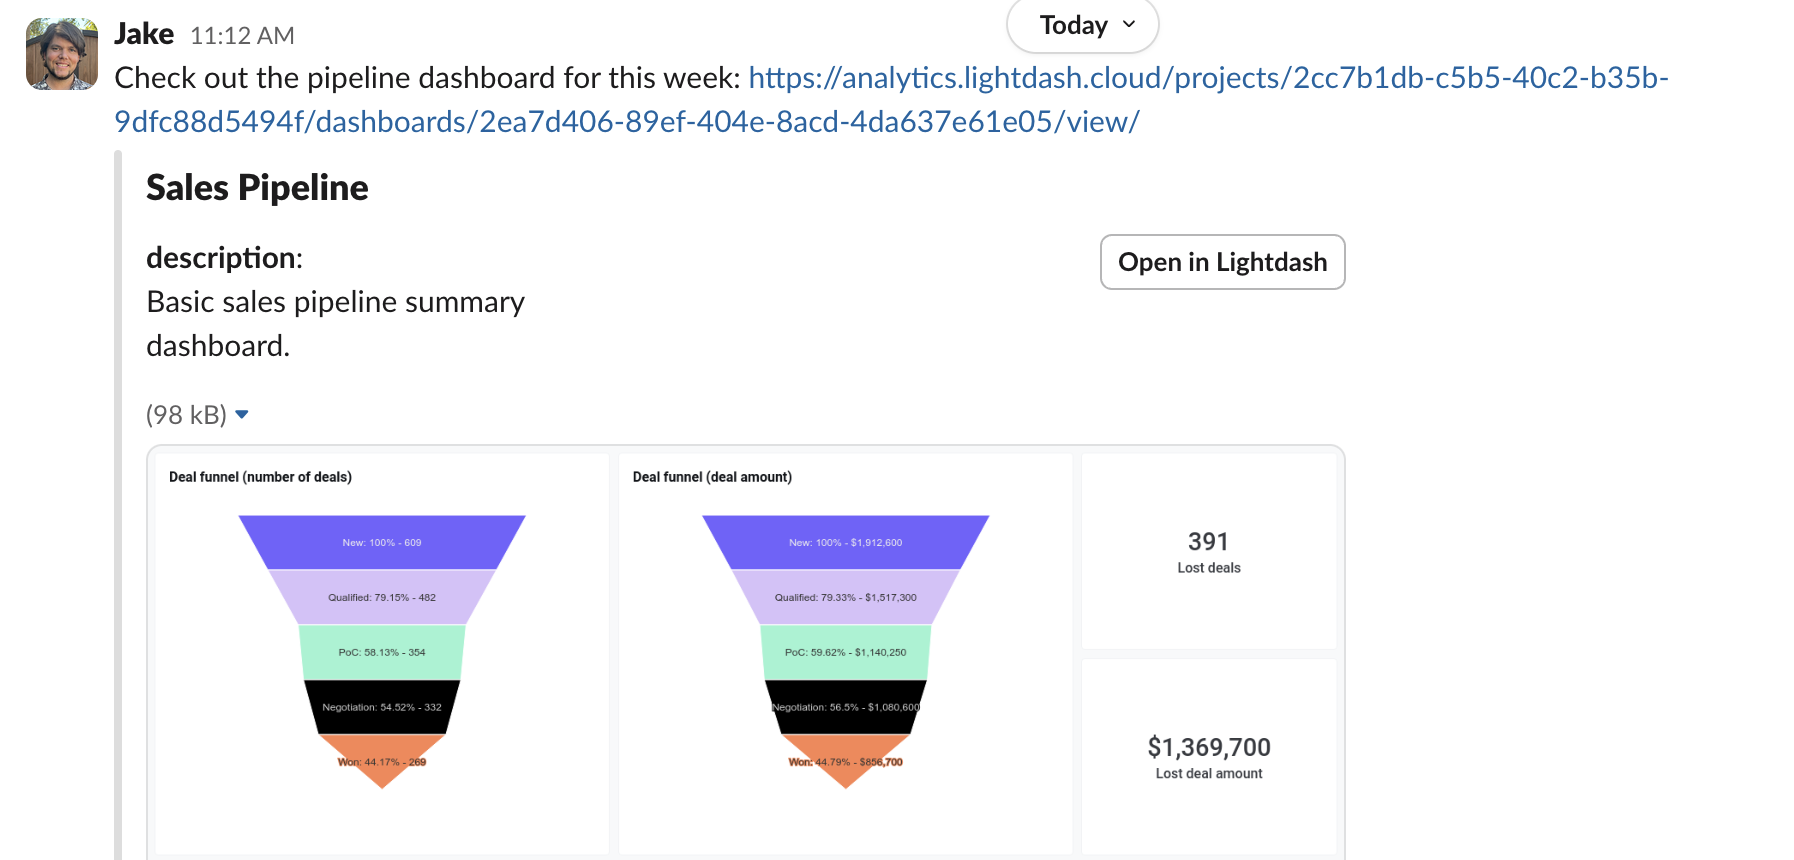 Today
Jake 11:12 AM
Check out the pipeline dashboard for this week: https://analytics.lightdash.cloud/projects/2cc7b1db-c5b5-40c2-b35b-
9dfc88d5494f/dashboards/2ea7d406-89ef-404e-8acd-4da637e61e05/view/
Sales Pipeline
description:
Open in Lightdash
Basic sales pipeline summary
dashboard.
(98 kB)
Deal funnel (number of deals)
New: 100% - 609
Qualified: 79.15% - 482
PoC: 58.13% - 354
Negotiation: 54.52% - 332
Won: 44.17% - 269
Deal funnel (deal amount)
New: 100% - $1,912,600
Qualified: 79.33% - $1,517,300
PoC: 59.62% - $1,140,250
Negotiation: 56.5% - $1,080,600
Won: 44.79% - $856,700
391
Lost deals
$1,369,700
Lost deal amount